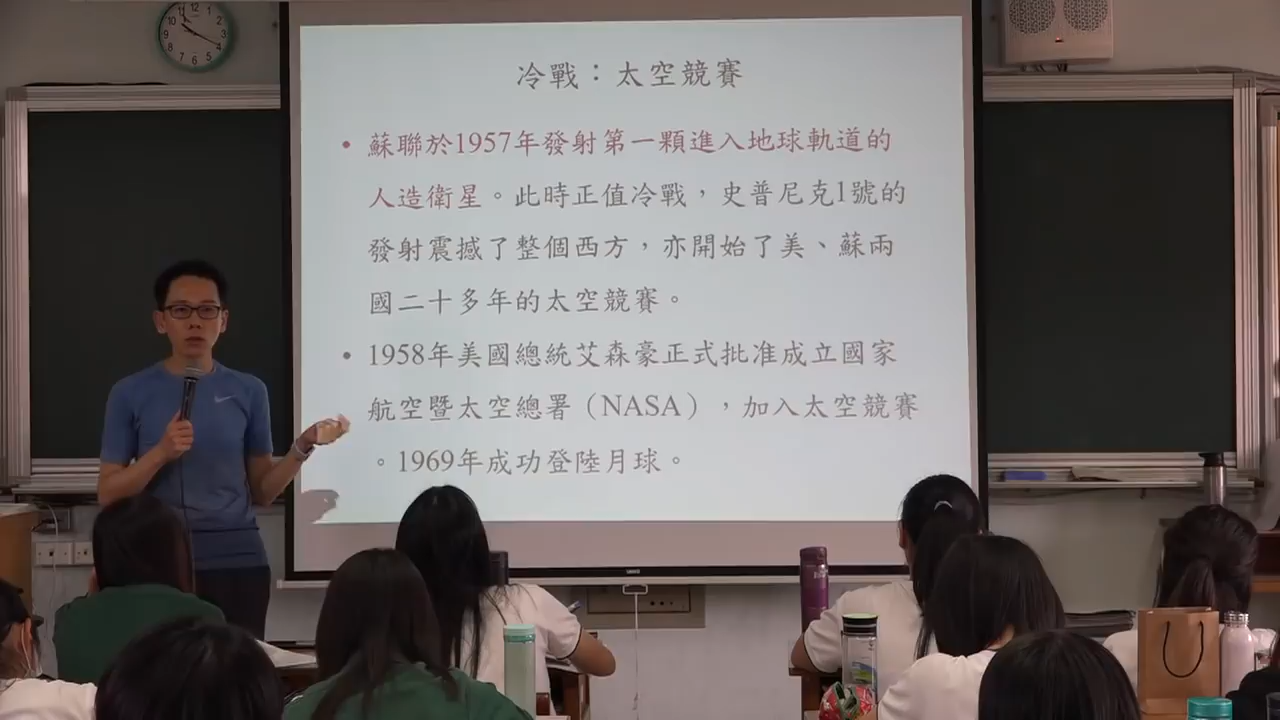 冷戰：太空競賽
• 蘇聯於1957年發射第一顆進入地球軌道的
人造衛星。此時正值冷戰，史普尼克1號的
發射震撼了整個西方，亦開始了美、蘇兩
國二十多年的太空競賽。
• 1958年美國總統艾森豪正式批准成立國家
航空暨太空總署（NASA），加入太空競賽
。1969年成功登陸月球。